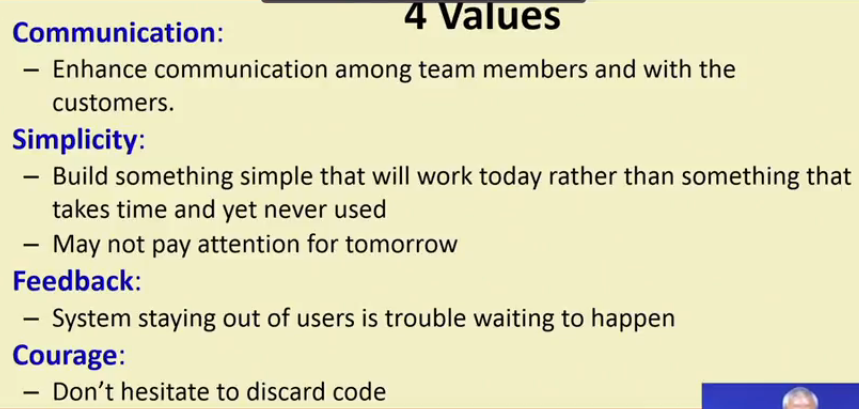 4 Values
Communication:
– Enhance communication among team members and with the
customers.
Simplicity:
– Build something simple that will work today rather than something that
takes time and yet never used
– May not pay attention for tomorrow
Feedback:
– System staying out of users is trouble waiting to happen
Courage:
– Don’t hesitate to discard code